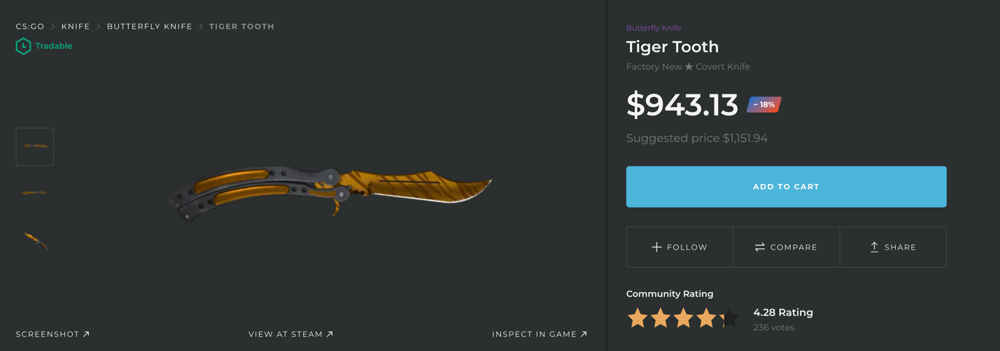 CS:GO > KNIFE > BUTTERFLY KNIFE > TIGER TOOTH
Tradable
SCREENSHOT
VIEW AT STEAM
INSPECT IN GAME
Butterfly Knife
Tiger Tooth
Factory New ★ Covert Knife
$943.13 – 18%
Suggested price $1,151.94
ADD TO CART
FOLLOW
COMPARE
SHARE
Community Rating
4.28 Rating
236 votes